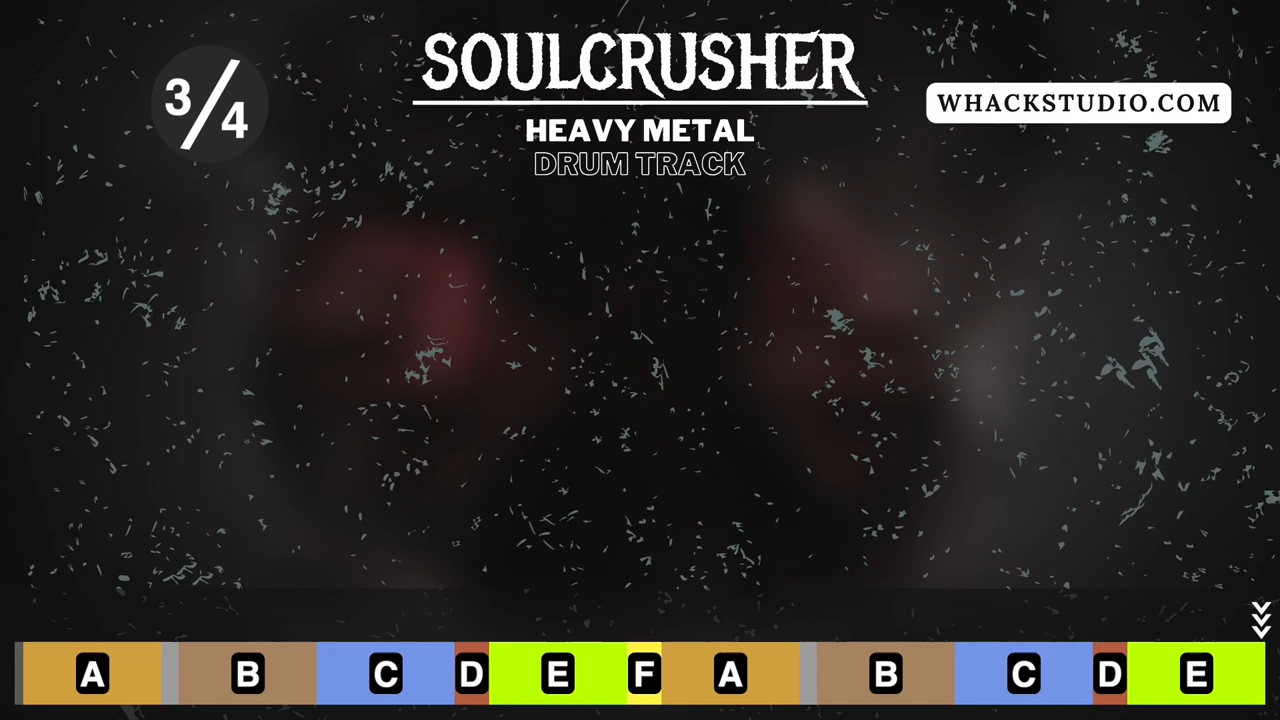 SOULCRUSHER
3/4
WHACKSTUDIO.COM
HEAVY METAL
DRUM TRACK
A B C D E F A B C D E